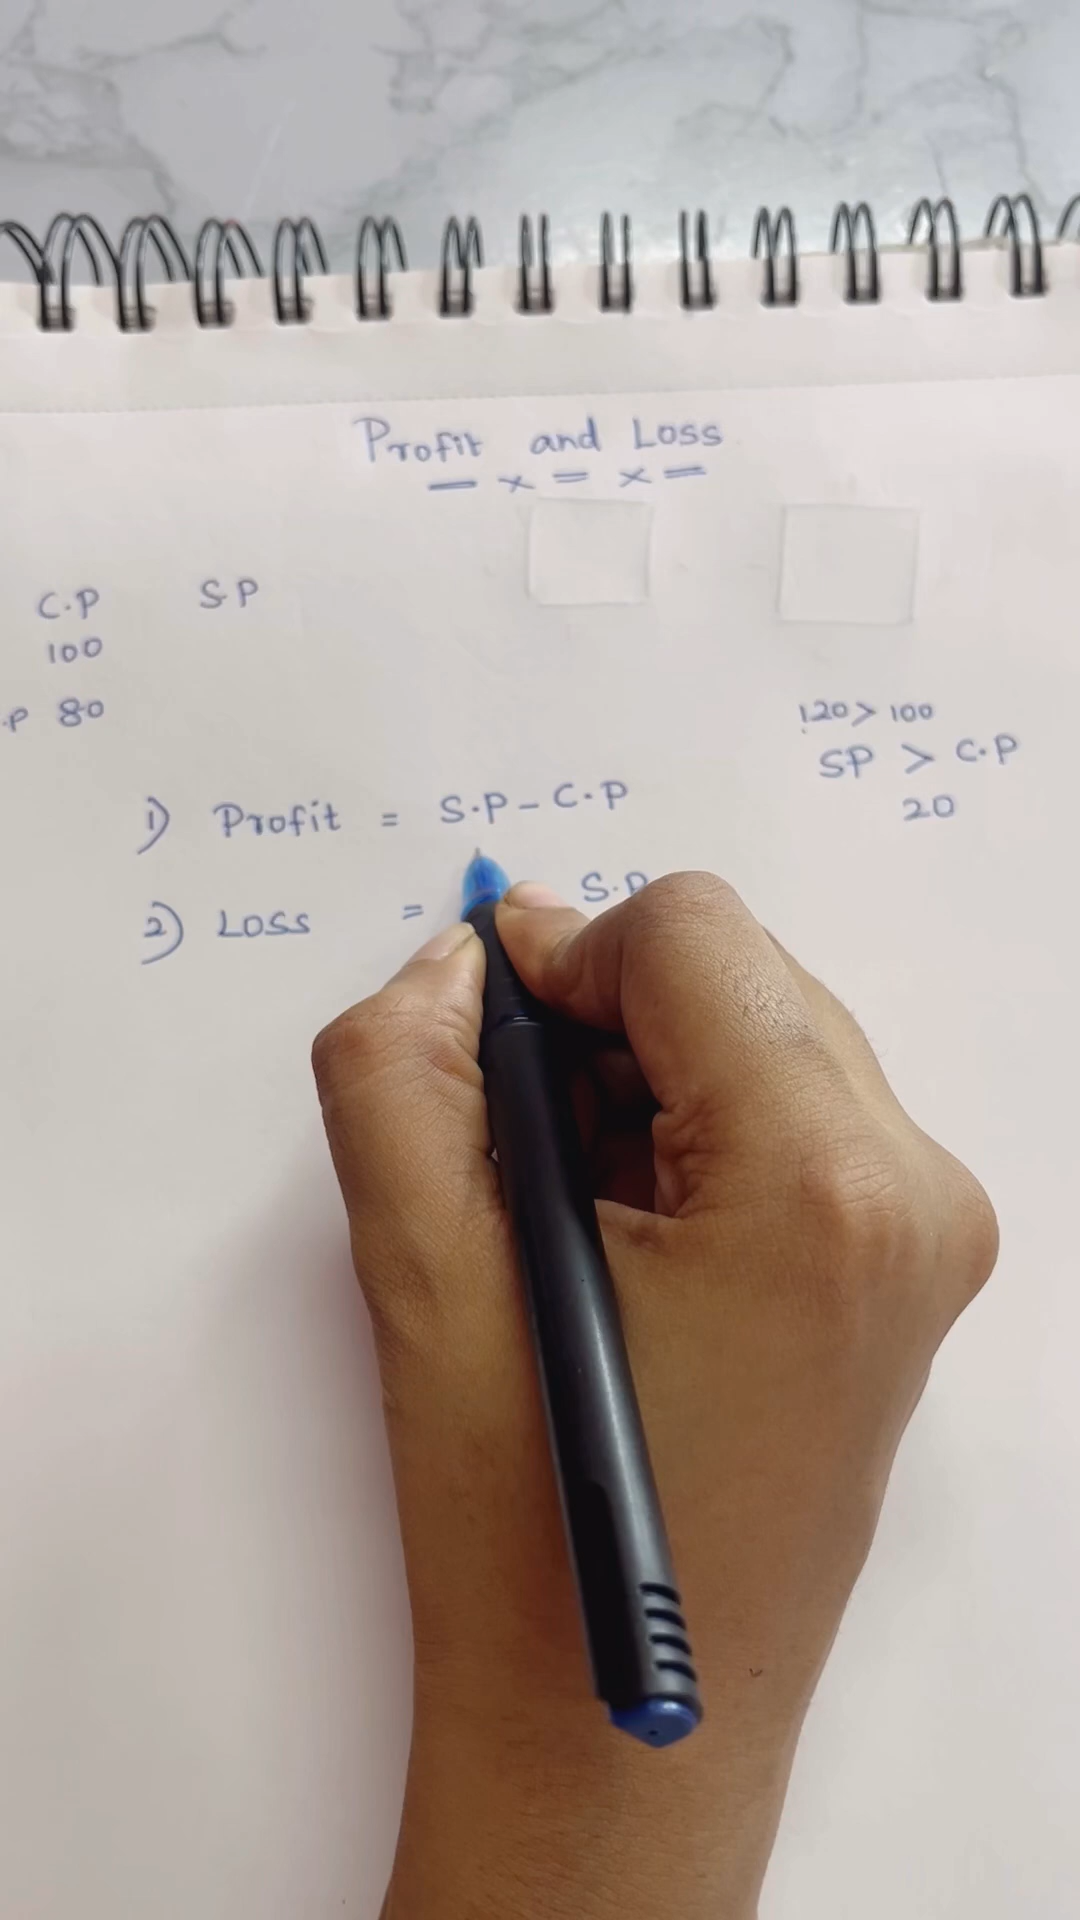 Profit and Loss
C.P S.P
100
.P 80
120 > 100
SP > C.P
20
1) Profit = S.P - C.P
2) Loss = S.P